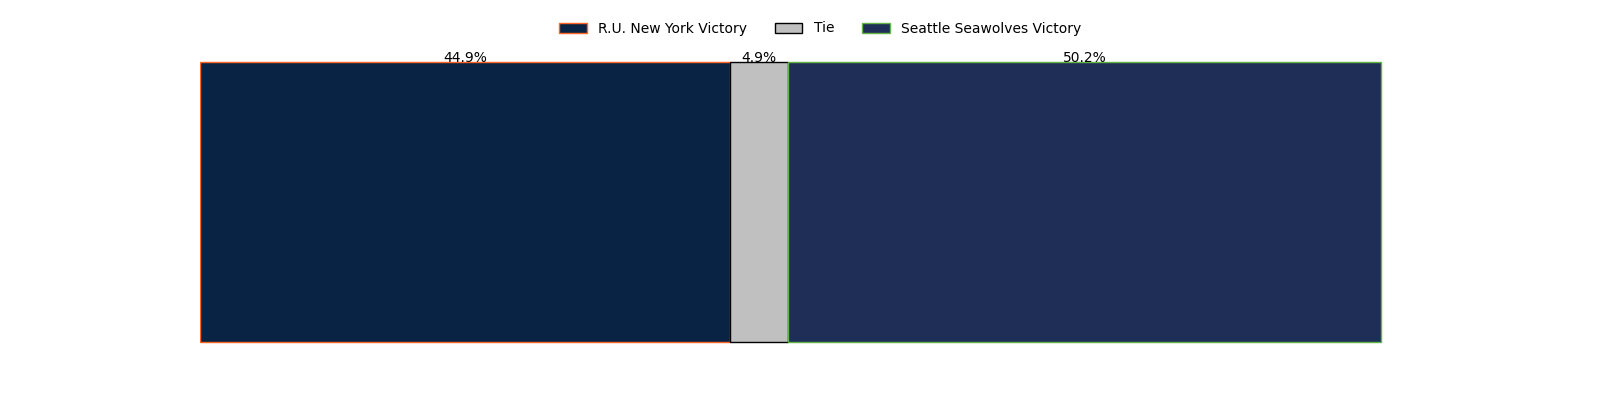 R.U. New York Victory Tie Seattle Seawolves Victory
44.9% 4.9% 50.2%